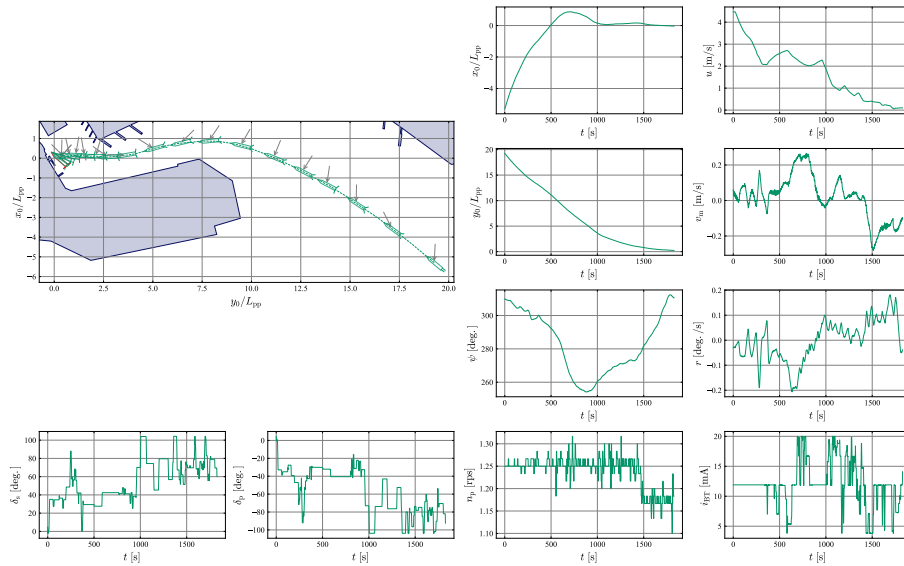 0
−2
−4
x₀/Lpp
0 500 1000 1500
t [s]
4
3
2
1
0
u [m/s]
0 500 1000 1500
t [s]
1
0
−1
−2
−3
−4
−5
−6
x₀/Lpp
0.0 2.5 5.0 7.5 10.0 12.5 15.0 17.5 20.0
y₀/Lpp
20
15
10
5
0
y₀/Lpp
0 500 1000 1500
t [s]
0.2
0.0
−0.2
vₘ [m/s]
0 500 1000 1500
t [s]
300
280
260
ψ [deg.]
0 500 1000 1500
t [s]
0.2
0.1
0.0
−0.1
−0.2
r [deg./s]
0 500 1000 1500
t [s]
100
80
60
40
20
0
δₛ [deg.]
0 500 1000 1500
t [s]
0
−20
−40
−60
−80
−100
δₚ [deg.]
0 500 1000 1500
t [s]
1.30
1.25
1.20
1.15
1.10
nₚ [rps]
0 500 1000 1500
t [s]
20
15
10
5
i_BT [mA]
0 500 1000 1500
t [s]